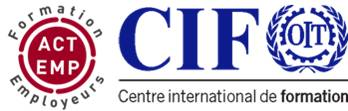 Formation
ACT
EMP
Employeurs
CIF
OIT
Centre international de formation